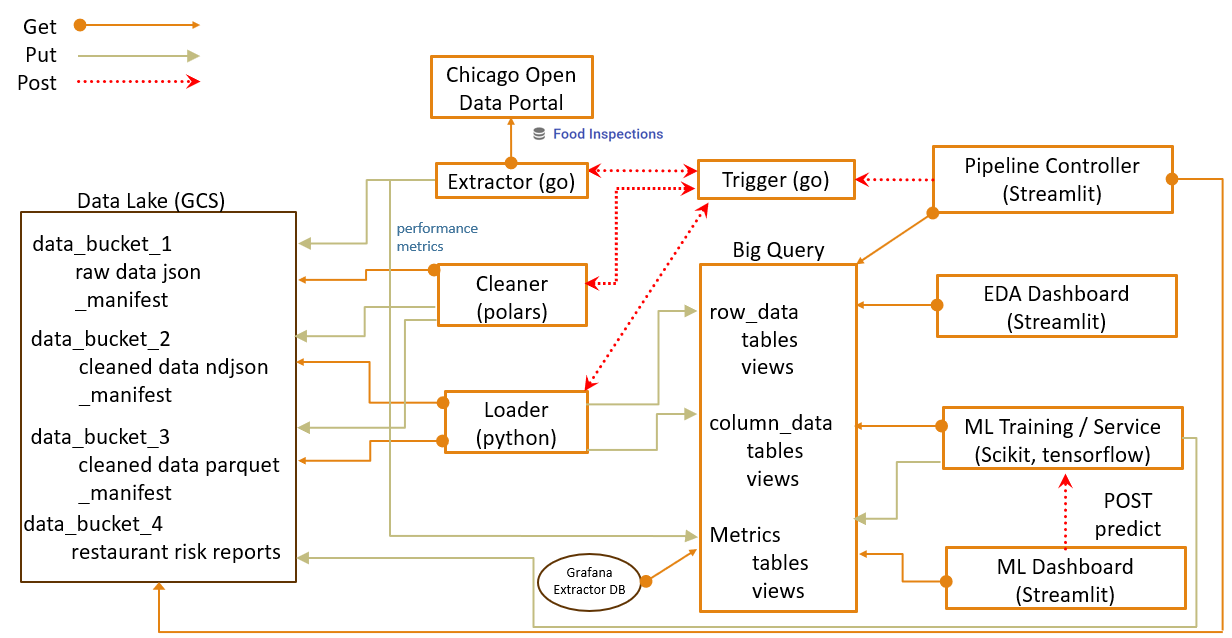 Get
Put
Post
Chicago Open
Data Portal
Food Inspections
Extractor (go)
Trigger (go)
Pipeline Controller
(Streamlit)
Data Lake (GCS)
data_bucket_1
raw data json
_manifest
data_bucket_2
cleaned data ndjson
_manifest
data_bucket_3
cleaned data parquet
_manifest
data_bucket_4
restaurant risk reports
performance
metrics
Cleaner
(polars)
Loader
(python)
Grafana
Extractor DB
Big Query
row_data
tables
views
column_data
tables
views
Metrics
tables
views
EDA Dashboard
(Streamlit)
ML Training / Service
(Scikit, tensorflow)
POST
predict
ML Dashboard
(Streamlit)